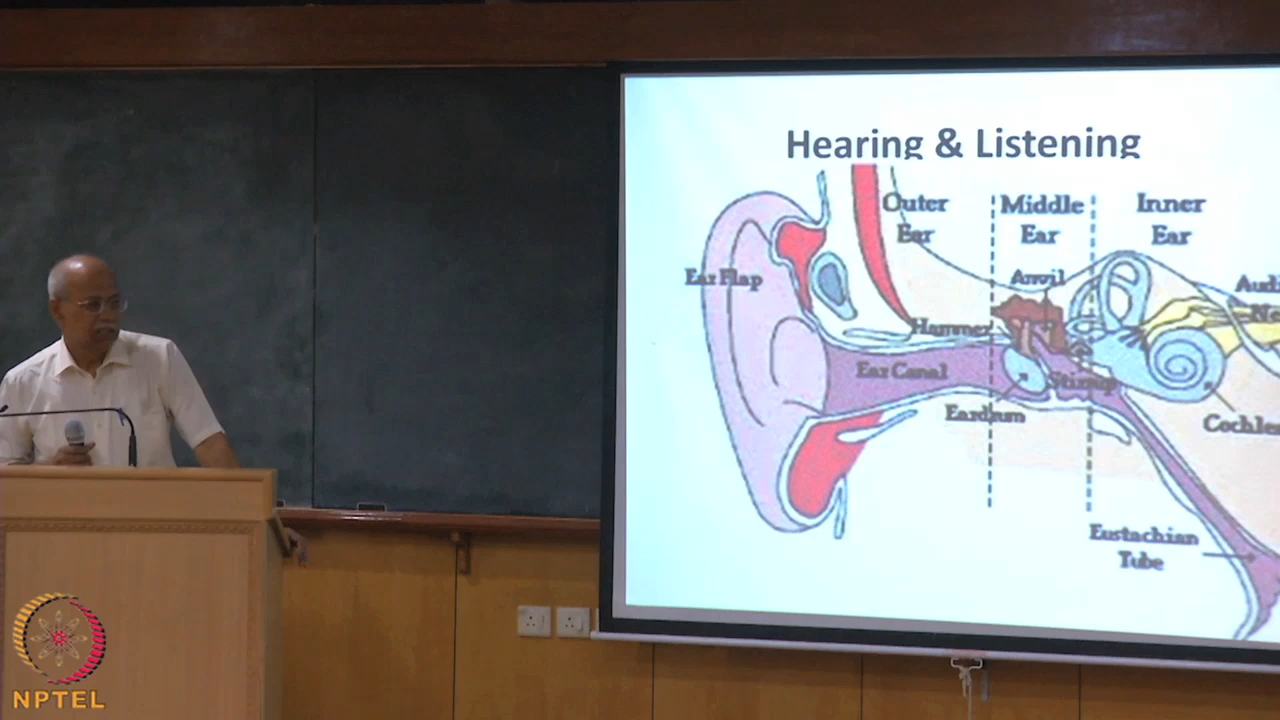 Hearing & Listening
Outer
Ear
Middle
Ear
Inner
Ear
Ear Flap
Anvil
Hammer
Ear Canal
Stirrup
Eardrum
Eustachian
Tube
NPTEL